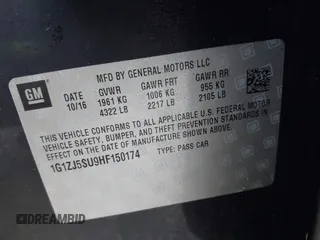 MFD BY GENERAL MOTORS LLC
GM
10/16
GVWR
1961 KG
4322 LB
GAWR FRT
1006 KG
2217 LB
GAWR RR
955 KG
2105 LB
THIS VEHICLE CONFORMS TO ALL APPLICABLE U.S. FEDERAL MOTOR
VEHICLE SAFETY, BUMPER, AND THEFT PREVENTION STANDARDS IN
EFFECT ON THE DATE OF MANUFACTURE SHOWN ABOVE.
1G1ZJ5SU9HF150174
TYPE: PASS CAR
DREAMBID